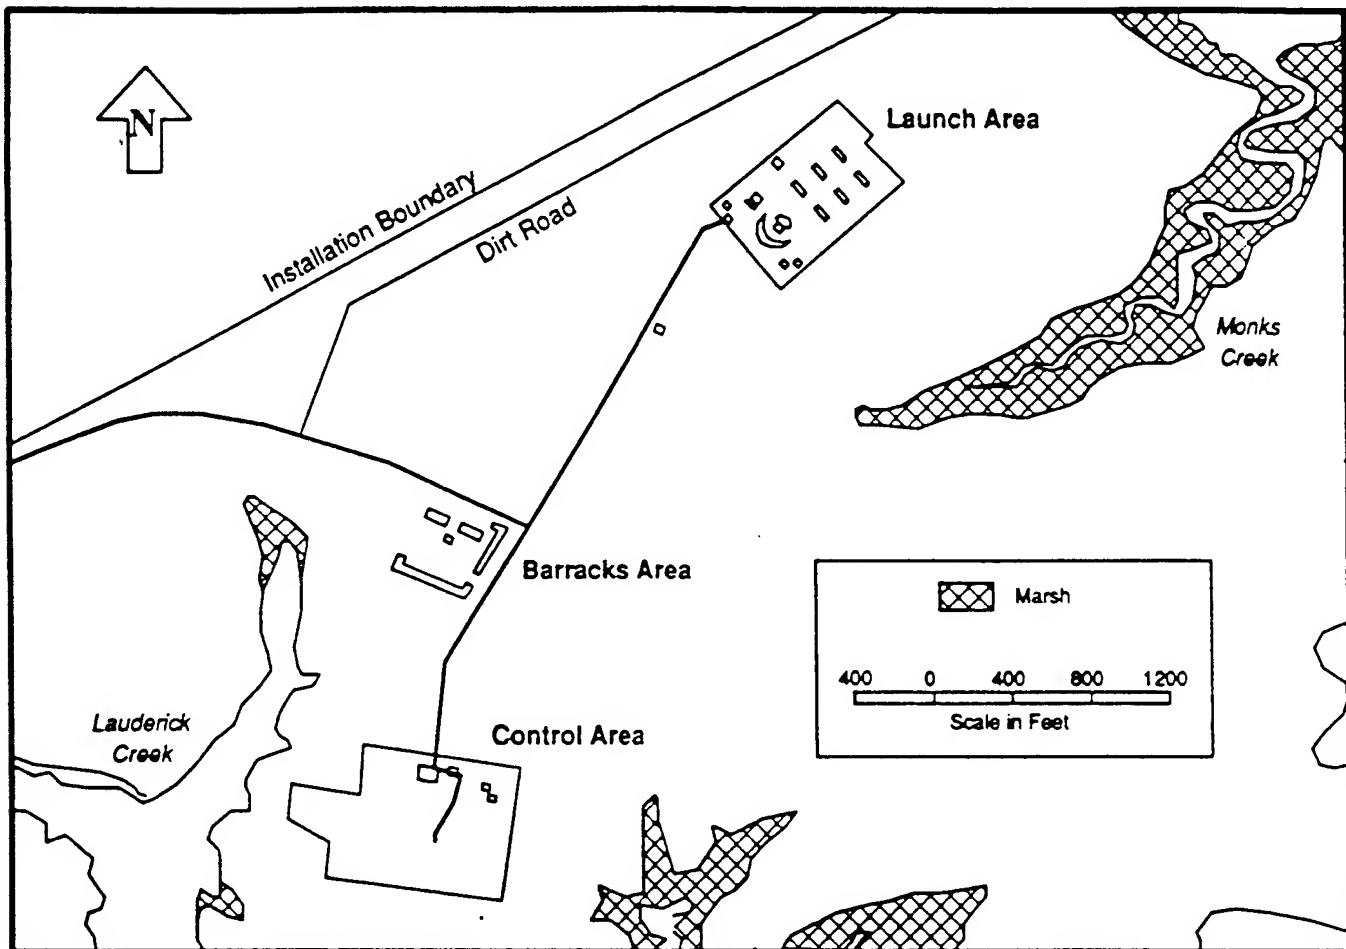 N
Launch Area
Installation Boundary
Dirt Road
Monks
Creek
Barracks Area
Marsh
400 0 400 800 1200
Scale in Feet
Lauderick
Creek
Control Area